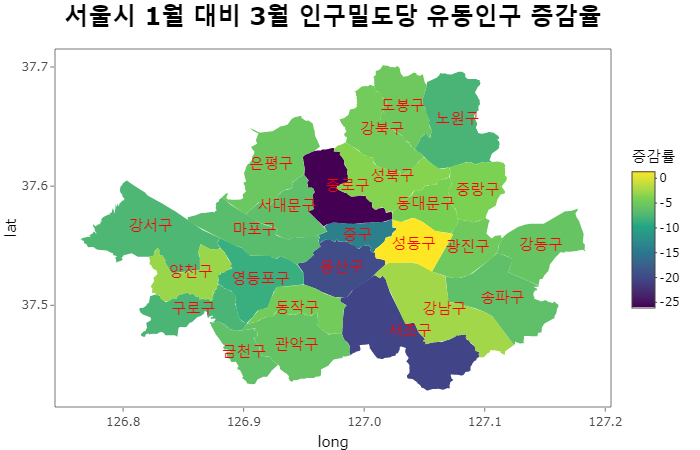 서울시 1월 대비 3월 인구밀도당 유동인구 증감율
37.7
37.6
37.5
lat
도봉구
노원구
강북구
은평구
성북구
종로구
중랑구
서대문구
동대문구
강서구
마포구
중구
성동구
광진구
강동구
양천구
영등포구
용산구
구로구
동작구
강남구
송파구
서초구
금천구
관악구
증감률
0
-5
-10
-15
-20
-25
126.8
126.9
127.0
127.1
127.2
long